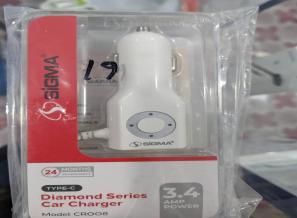 SIGMA®
19
SIGMA
24 MONTHS
TYPE-C
Diamond Series
Car Charger
Model: CR008
3.4
AMP
POWER